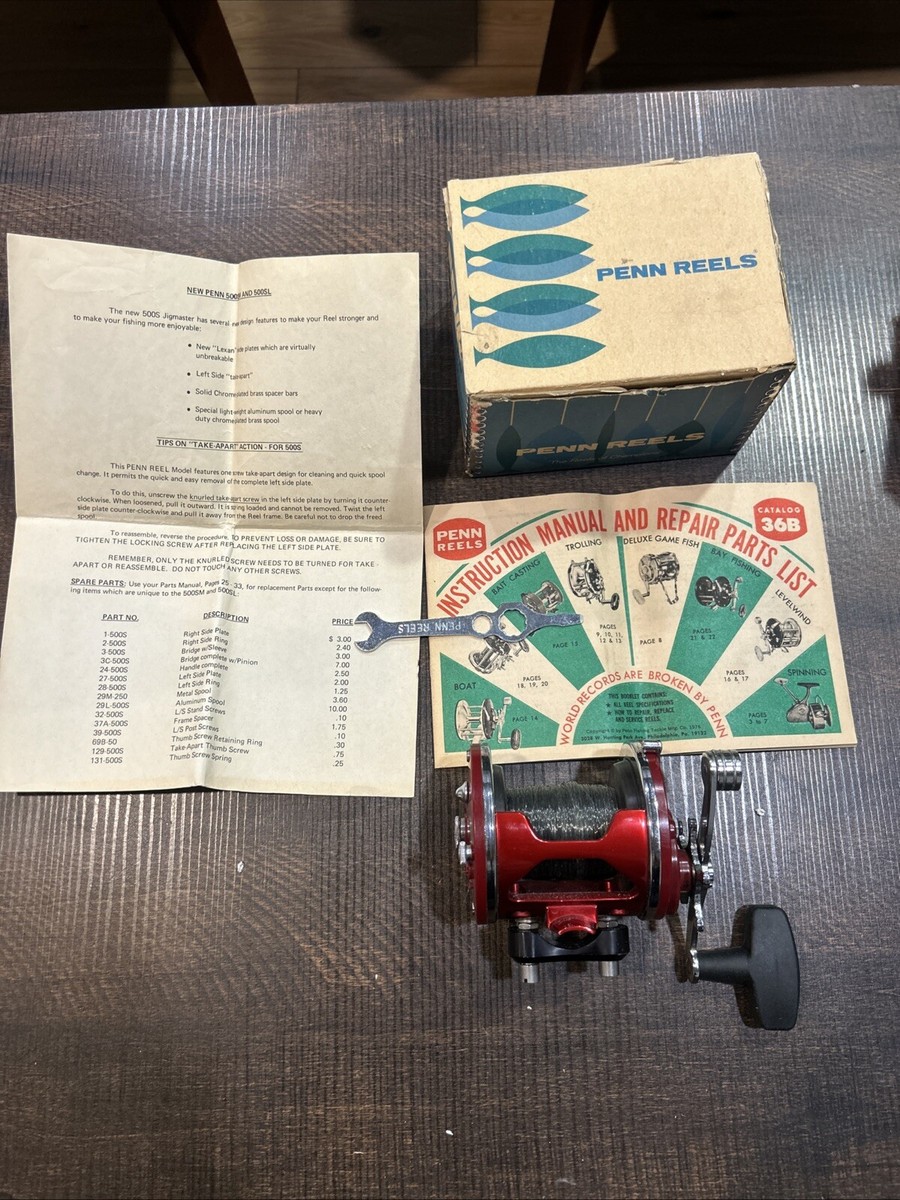 NEW PENN 500S AND 500SL
The new 500S Jigmaster has several design features to make your Reel stronger and
to make your fishing more enjoyable:
• New "Lexan" side plates which are virtually
unbreakable
• Left Side "take-apart"
• Solid Chrome plated brass spacer bars
• Special light-weight aluminum spool or heavy
duty chrome plated brass spool
TIPS ON "TAKE-APART" ACTION - FOR 500S
This PENN REEL Model features one screw take-apart design for cleaning and quick spool
change. It permits the quick and easy removal of the complete left side plate.
To do this, unscrew the knurled take-apart screw in the left side plate by turning it counter-
clockwise. When loosened, pull it outward. It is spring loaded and cannot be removed. Twist the left
side plate counter-clockwise and pull it away from the Reel frame. Be careful not to drop the freed
spool.
To reassemble, reverse the procedure. TO PREVENT LOSS OR DAMAGE, BE SURE TO
TIGHTEN THE LOCKING SCREW AFTER REPLACING THE LEFT SIDE PLATE.
REMEMBER, ONLY THE KNURLED SCREW NEEDS TO BE TURNED FOR TAKE-
APART OR REASSEMBLE. DO NOT TOUCH ANY OTHER SCREWS.
SPARE PARTS: Use your Parts Manual, Pages 25 - 33, for replacement Parts except for the follow-
ing items which are unique to the 500SM and 500SL:
PART NO. DESCRIPTION PRICE
1-500S Right Side Plate $ 3.00
2-500S Right Side Ring 2.40
3-500S Bridge w/Sleeve 3.00
3C-500S Bridge complete w/Pinion 7.00
24-500S Handle complete 2.50
27-500S Left Side Plate 2.00
28-500S Left Side Ring 1.25
29M-250 Metal Spool 3.60
29L-500S Aluminum Spool 10.00
32-500S L/S Stand Screws .10
37A-500S Frame Spacer 1.75
39-500S L/S Post Screws .10
69B-50 Thumb Screw Retaining Ring .30
129-500S Take-Apart Thumb Screw .75
131-500S Thumb Screw Spring .25
PENN REELS
PENN REELS
PENN REELS
PENN
REELS
INSTRUCTION MANUAL AND REPAIR PARTS LIST
CATALOG
36B
BOAT
PAGE 14
BAIT CASTING
PAGES
18, 19, 20
PAGE 15
TROLLING
PAGES
9, 10, 11,
12 & 13
DELUXE GAME FISH
PAGE 8
BAY FISHING
PAGES
21 & 22
LEVELWIND
PAGES
16 & 17
SPINNING
PAGES
3 to 7
WORLD RECORDS ARE BROKEN BY PENN
THIS BOOKLET CONTAINS:
★ ALL REEL SPECIFICATIONS
★ HOW TO REPAIR, REPLACE
AND SERVICE REELS.
3028 W. Hunting Park Ave. Philadelphia, Pa. 19132